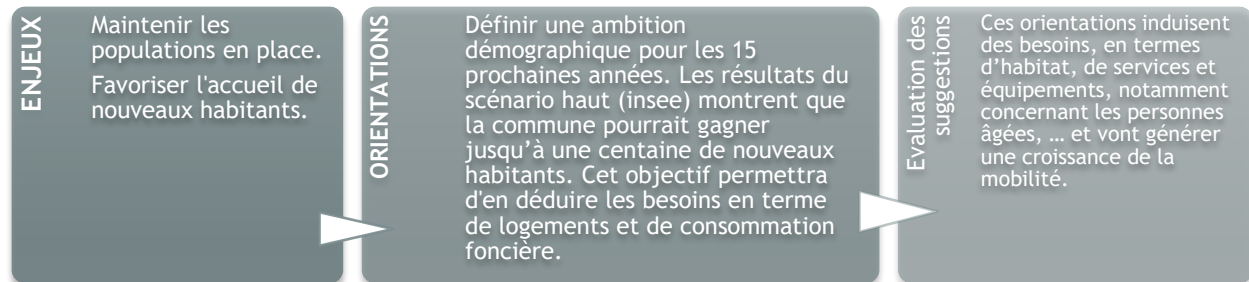 ENJEUX
Maintenir les
populations en place.
Favoriser l'accueil de
nouveaux habitants.
ORIENTATIONS
Définir une ambition
démographique pour les 15
prochaines années. Les résultats du
scénario haut (insee) montrent que
la commune pourrait gagner
jusqu’à une centaine de nouveaux
habitants. Cet objectif permettra
d'en déduire les besoins en terme
de logements et de consommation
foncière.
Evaluation des
suggestions
Ces orientations induisent
des besoins, en termes
d’habitat, de services et
équipements, notamment
concernant les personnes
âgées, … et vont générer
une croissance de la
mobilité.